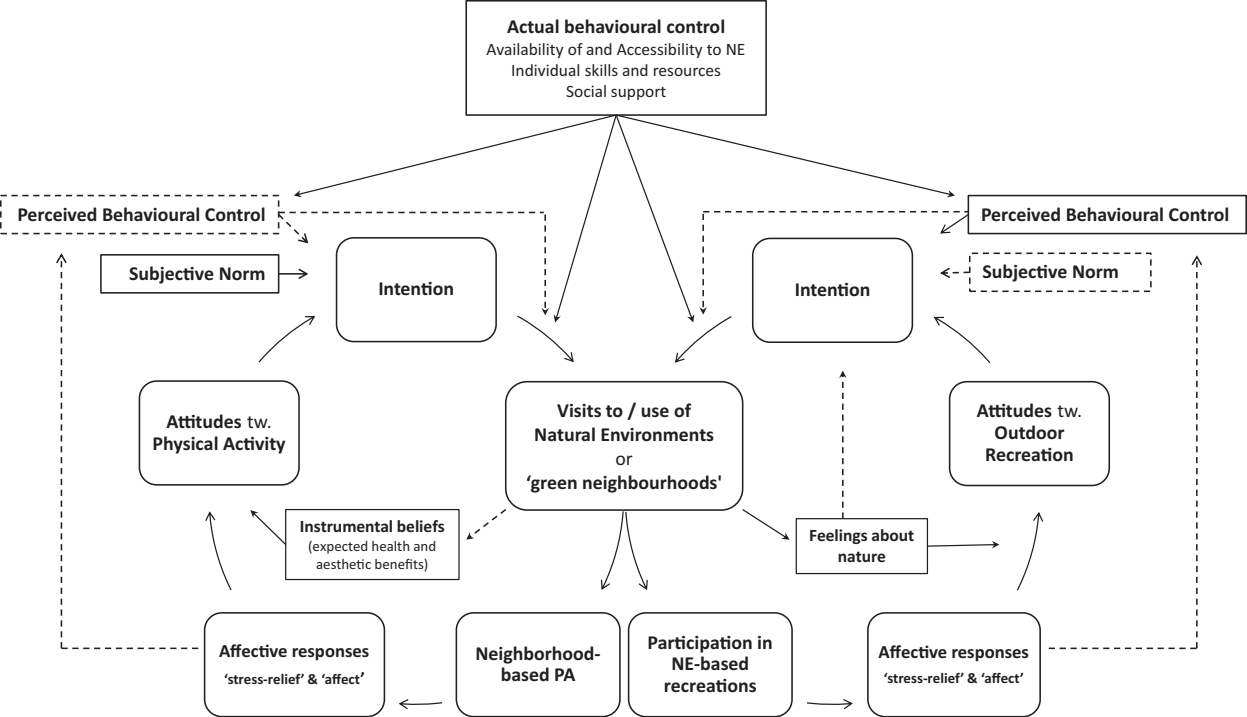 Actual behavioural control
Availability of and Accessibility to NE
Individual skills and resources
Social support
Perceived Behavioural Control
Perceived Behavioural Control
Subjective Norm
Subjective Norm
Intention
Intention
Attitudes tw.
Physical Activity
Visits to / use of
Natural Environments
or
‘green neighbourhoods'
Attitudes tw.
Outdoor
Recreation
Instrumental beliefs
(expected health and
aesthetic benefits)
Feelings about
nature
Affective responses
‘stress-relief’ & ‘affect’
Neighborhood-
based PA
Participation in
NE-based
recreations
Affective responses
‘stress-relief’ & ‘affect’